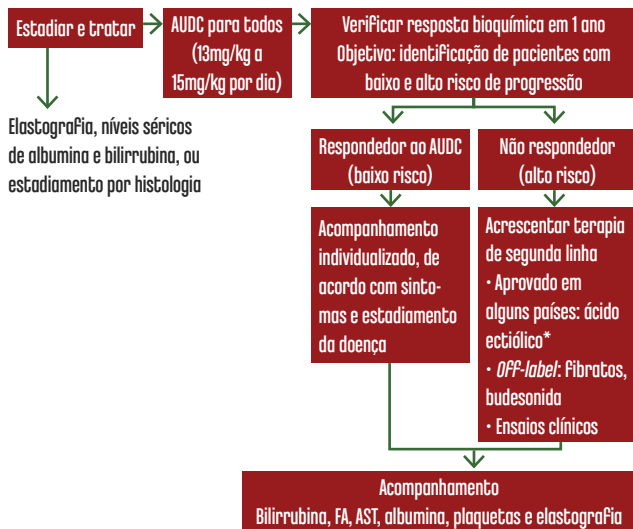 Estadiar e tratar
AUDC para todos
(13mg/kg a
15mg/kg por dia)
Verificar resposta bioquímica em 1 ano
Objetivo: identificação de pacientes com
baixo e alto risco de progressão
Elastografia, níveis séricos
de albumina e bilirrubina, ou
estadiamento por histologia
Respondedor ao AUDC
(baixo risco)
Não respondedor
(alto risco)
Acompanhamento
individualizado, de
acordo com sinto-
mas e estadiamento
da doença
Acrescentar terapia
de segunda linha
• Aprovado em
alguns países: ácido
ectiólico*
• Off-label: fibratos,
budesonida
• Ensaios clínicos
Acompanhamento
Bilirrubina, FA, AST, albumina, plaquetas e elastografia